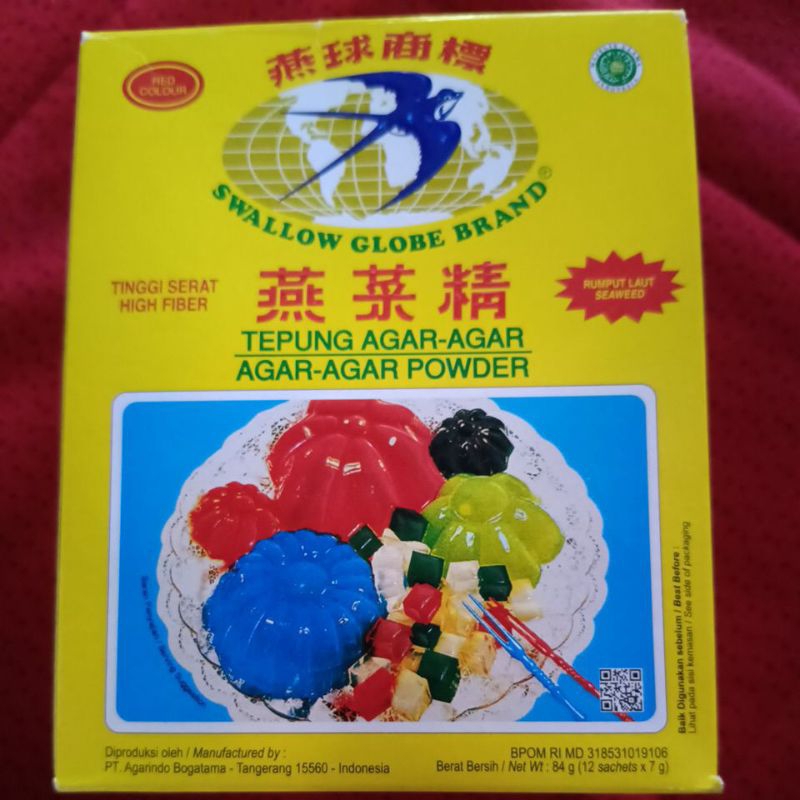 燕球商標
RED
COLOUR
SWALLOW GLOBE BRAND®
TINGGI SERAT
HIGH FIBER
燕菜精
RUMPUT LAUT
SEAWEED
TEPUNG AGAR-AGAR
AGAR-AGAR POWDER
Baik Digunakan sebelum / Best Before :
Lihat pada sisi kemasan / See side of packaging
Diproduksi oleh / Manufactured by :
PT. Agarindo Bogatama - Tangerang 15560 - Indonesia
BPOM RI MD 318531019106
Berat Bersih / Net Wt : 84 g (12 sachets x 7 g)